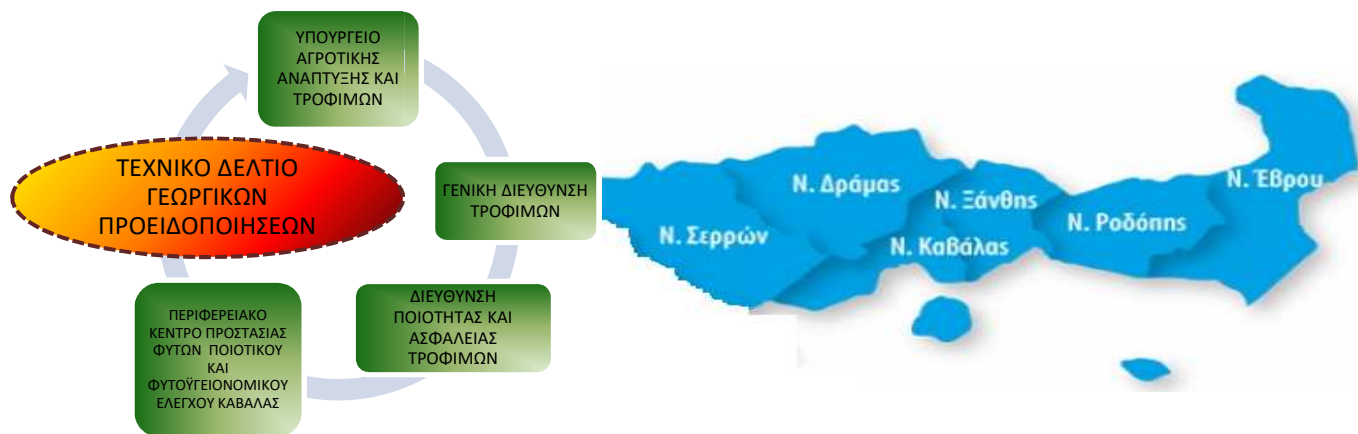 ΥΠΟΥΡΓΕΙΟ
ΑΓΡΟΤΙΚΗΣ
ΑΝΑΠΤΥΞΗΣ ΚΑΙ
ΤΡΟΦΙΜΩΝ
ΤΕΧΝΙΚΟ ΔΕΛΤΙΟ
ΓΕΩΡΓΙΚΩΝ
ΠΡΟΕΙΔΟΠΟΙΗΣΕΩΝ
ΓΕΝΙΚΗ ΔΙΕΥΘΥΝΣΗ
ΤΡΟΦΙΜΩΝ
ΔΙΕΥΘΥΝΣΗ
ΠΟΙΟΤΗΤΑΣ ΚΑΙ
ΑΣΦΑΛΕΙΑΣ
ΤΡΟΦΙΜΩΝ
ΠΕΡΙΦΕΡΕΙΑΚΟ
ΚΕΝΤΡΟ ΠΡΟΣΤΑΣΙΑΣ
ΦΥΤΩΝ ΠΟΙΟΤΙΚΟΥ
ΚΑΙ
ΦΥΤΟΫΓΕΙΟΝΟΜΙΚΟΥ
ΕΛΕΓΧΟΥ ΚΑΒΑΛΑΣ
Ν. Σερρών
Ν. Δράμας
Ν. Καβάλας
Ν. Ξάνθης
Ν. Ροδόπης
Ν. Έβρου